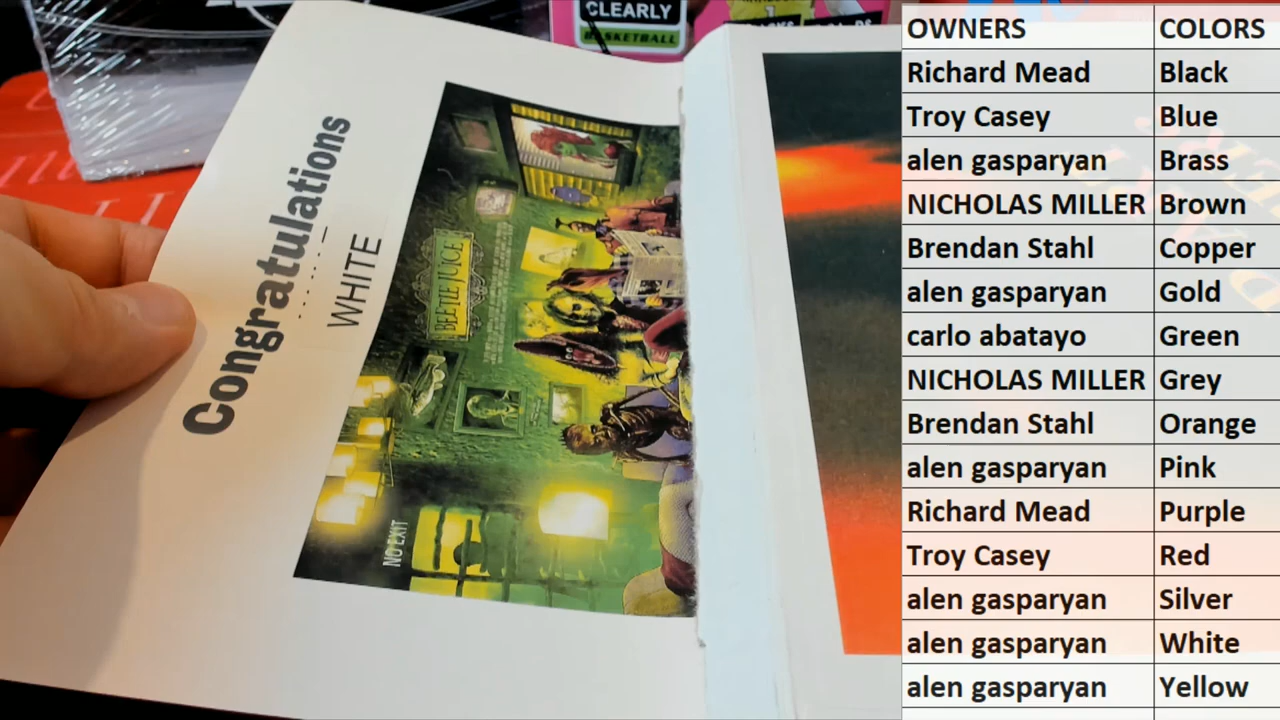 CLEARLY
BASKETBALL
Congratulations
WHITE
BEETLE JUICE
NO EXIT
OWNERS COLORS
Richard Mead Black
Troy Casey Blue
alen gasparyan Brass
NICHOLAS MILLER Brown
Brendan Stahl Copper
alen gasparyan Gold
carlo abatayo Green
NICHOLAS MILLER Grey
Brendan Stahl Orange
alen gasparyan Pink
Richard Mead Purple
Troy Casey Red
alen gasparyan Silver
alen gasparyan White
alen gasparyan Yellow